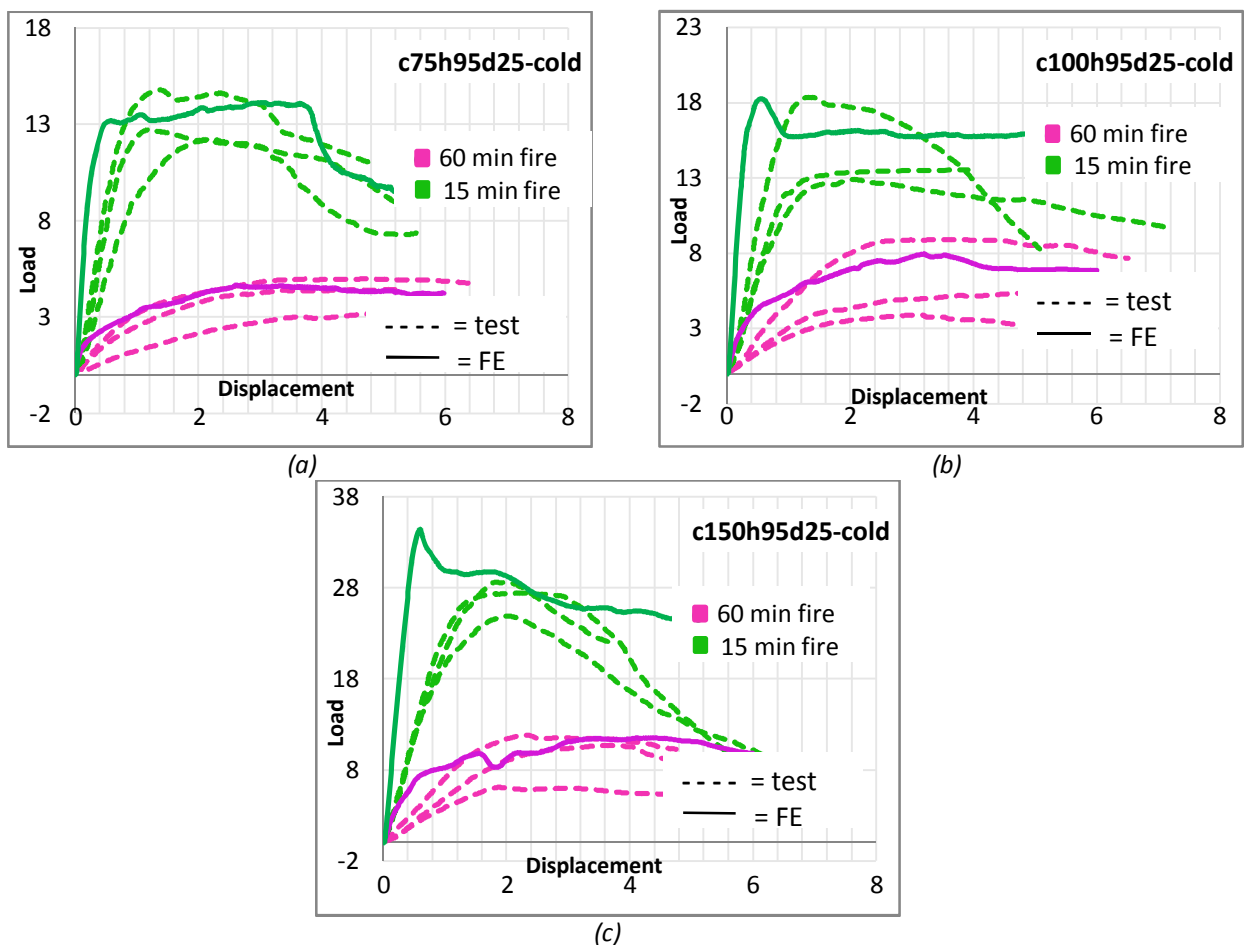 c75h95d25-cold
18
13
8
3
-2
Load
60 min fire
15 min fire
= test
= FE
Displacement
0 2 4 6 8
(a)
c100h95d25-cold
23
18
13
8
3
-2
Load
60 min fire
15 min fire
= test
= FE
Displacement
0 2 4 6 8
(b)
c150h95d25-cold
38
28
18
8
-2
Load
60 min fire
15 min fire
= test
= FE
Displacement
0 2 4 6 8
(c)